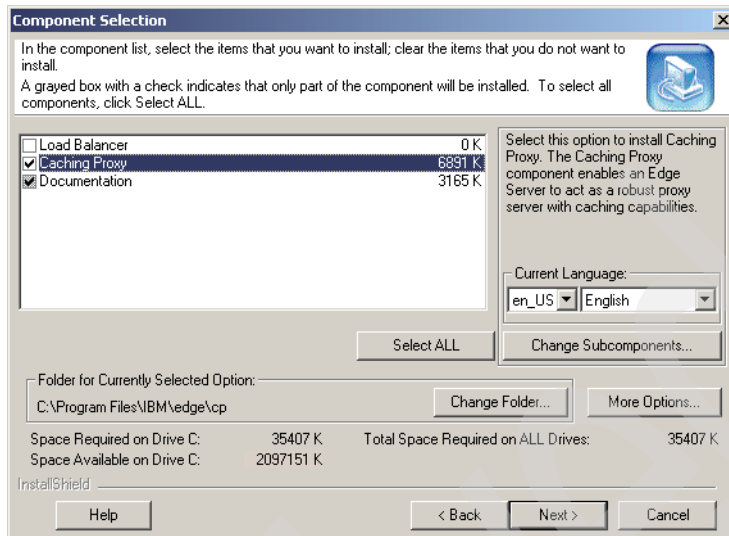 Component Selection
In the component list, select the items that you want to install; clear the items that you do not want to
install.
A grayed box with a check indicates that only part of the component will be installed. To select all
components, click Select ALL.
Load Balancer 0 K
Caching Proxy 6891 K
Documentation 3165 K
Select this option to install Caching
Proxy. The Caching Proxy
component enables an Edge
Server to act as a robust proxy
server with caching capabilities.
Current Language:
en_US English
Select ALL
Change Subcomponents...
Folder for Currently Selected Option:
C:\Program Files\IBM\edge\cp
Change Folder...
More Options...
Space Required on Drive C: 35407 K Total Space Required on ALL Drives: 35407 K
Space Available on Drive C: 2097151 K
InstallShield
Help < Back Next > Cancel